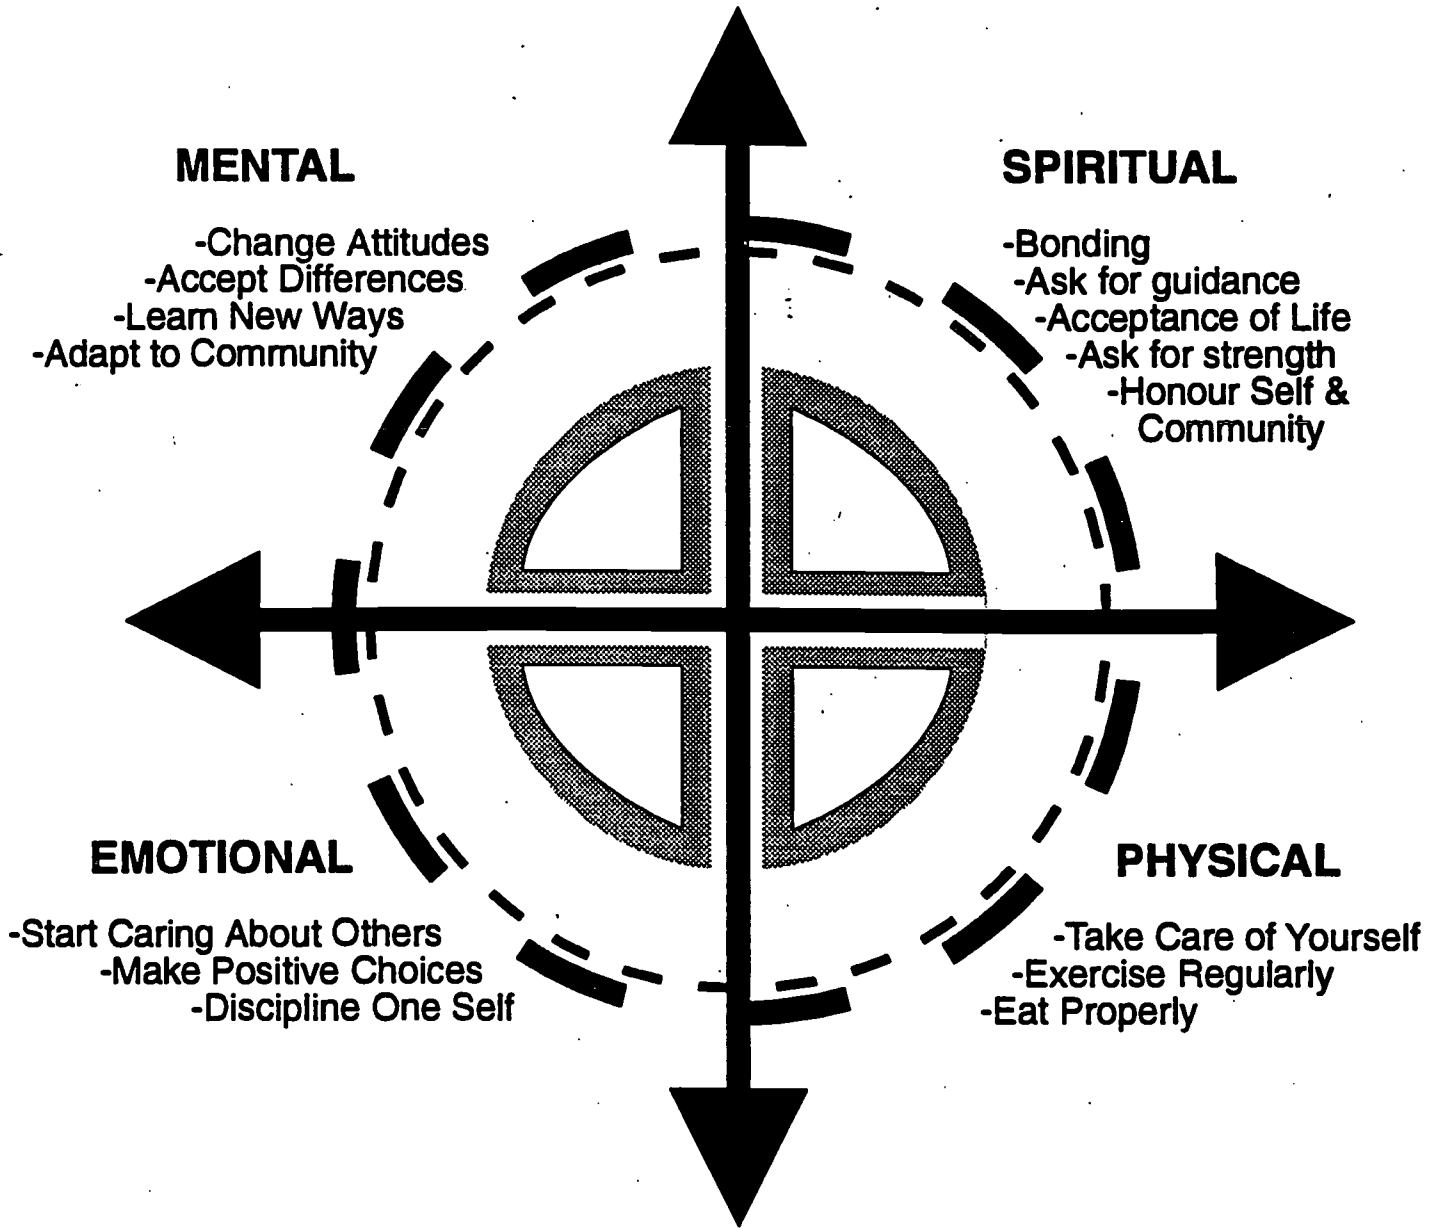 MENTAL
-Change Attitudes
-Accept Differences
-Learn New Ways
-Adapt to Community
SPIRITUAL
-Bonding
-Ask for guidance
-Acceptance of Life
-Ask for strength
-Honour Self &
Community
EMOTIONAL
-Start Caring About Others
-Make Positive Choices
-Discipline One Self
PHYSICAL
-Take Care of Yourself
-Exercise Regularly
-Eat Properly